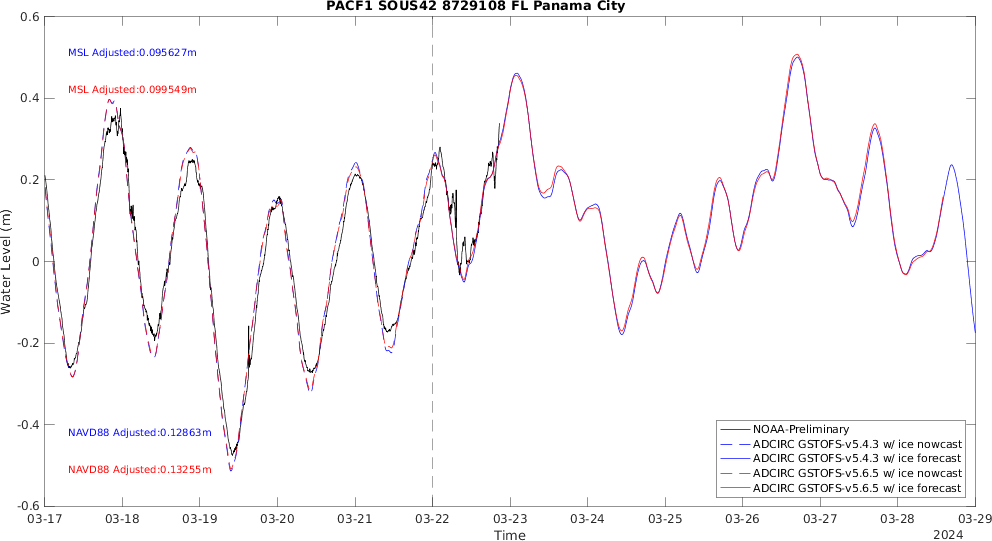 PACF1 SOUS42 8729108 FL Panama City
0.6
0.4
0.2
0
-0.2
-0.4
-0.6
Water Level (m)
MSL Adjusted:0.095627m
MSL Adjusted:0.099549m
NAVD88 Adjusted:0.12863m
NAVD88 Adjusted:0.13255m
NOAA-Preliminary
ADCIRC GSTOFS-v5.4.3 w/ ice nowcast
ADCIRC GSTOFS-v5.4.3 w/ ice forecast
ADCIRC GSTOFS-v5.6.5 w/ ice nowcast
ADCIRC GSTOFS-v5.6.5 w/ ice forecast
03-17 03-18 03-19 03-20 03-21 03-22 03-23 03-24 03-25 03-26 03-27 03-28 03-29
Time
2024